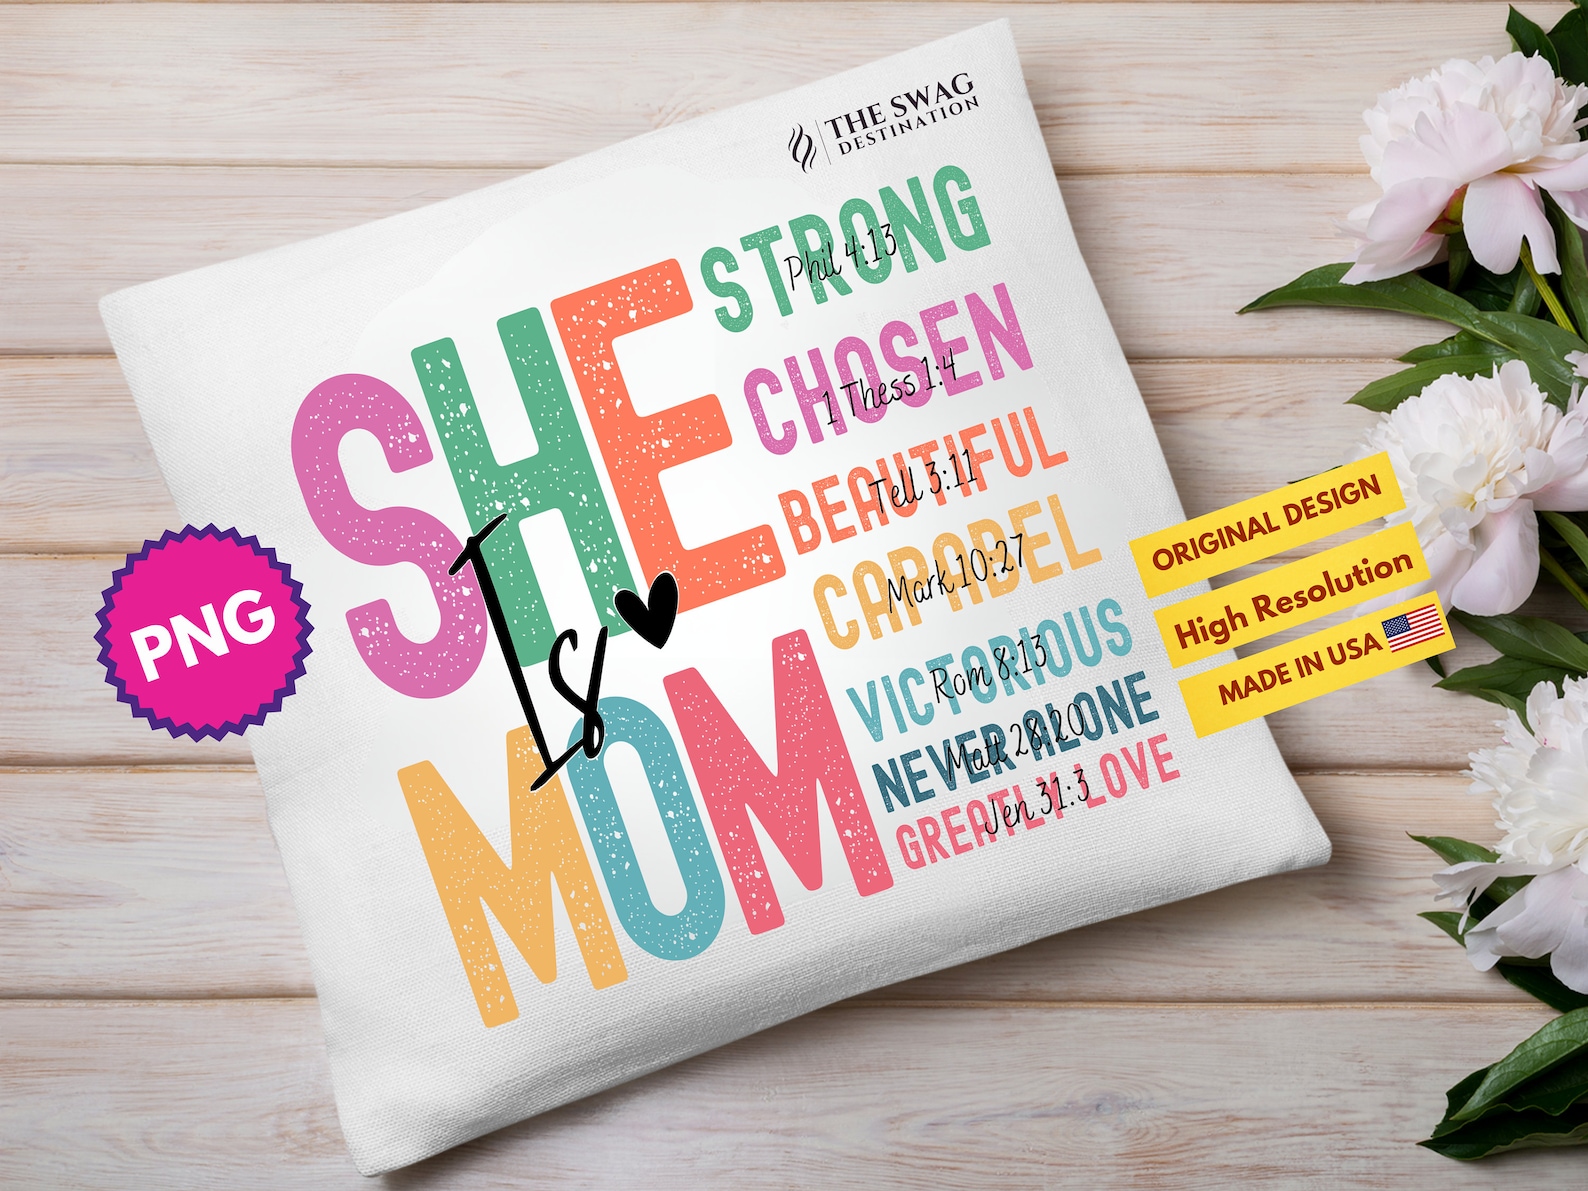 THE SWAG
DESTINATION
SHE
Is
MOM
STRONG
Phil 4:13
CHOSEN
1 Thess 1:4
BEAUTIFUL
Tell 3:11
CAPABEL
Mark 10:27
VICTORIOUS
Rom 8:13
NEVER ALONE
Matt 28:20
GREATLY LOVE
Jen 31:3
PNG
ORIGINAL DESIGN
High Resolution
MADE IN USA